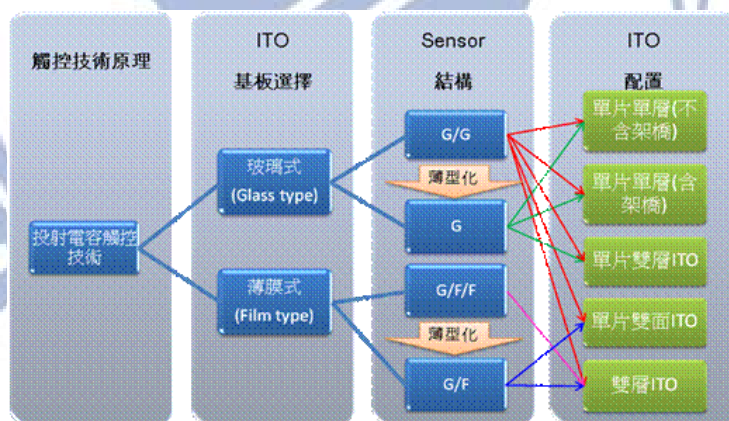 觸控技術原理
ITO
基板選擇
Sensor
結構
ITO
配置
投射電容觸控
技術
玻璃式
(Glass type)
薄膜式
(Film type)
G/G
薄型化
G
G/F/F
薄型化
G/F
單片單層(不
含架橋)
單片單層(含
架橋)
單片雙層ITO
單片雙面ITO
雙層ITO